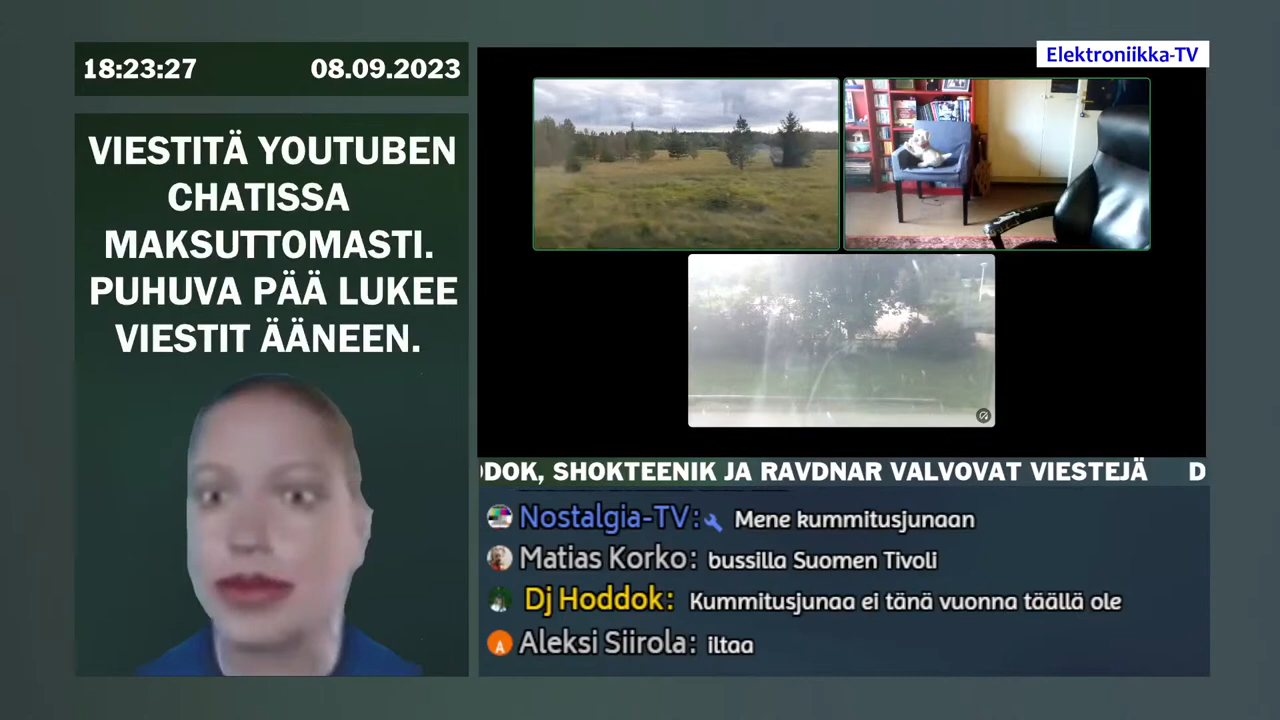 18:23:27 08.09.2023
Elektroniikka-TV
VIESTITÄ YOUTUBEN
CHATISSA
MAKSUTTOMASTI.
PUHUVA PÄÄ LUKEE
VIESTIT ÄÄNEEN.
DOK, SHOKTEENIK JA RAVDNAR VALVOVAT VIESTEJÄ D
Nostalgia-TV: Mene kummitusjunaan
Matias Korko: bussilla Suomen Tivoli
Dj Hoddok: Kummitusjunaa ei tänä vuonna täällä ole
A Aleksi Siirola: iltaa